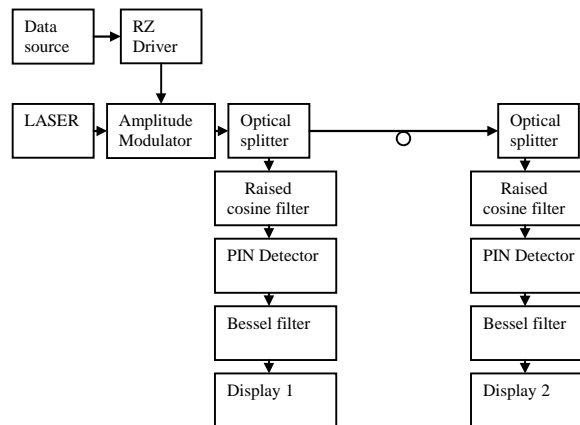 Data
source
RZ
Driver
LASER
Amplitude
Modulator
Optical
splitter
Optical
splitter
Raised
cosine filter
Raised
cosine filter
PIN Detector
PIN Detector
Bessel filter
Bessel filter
Display 1
Display 2